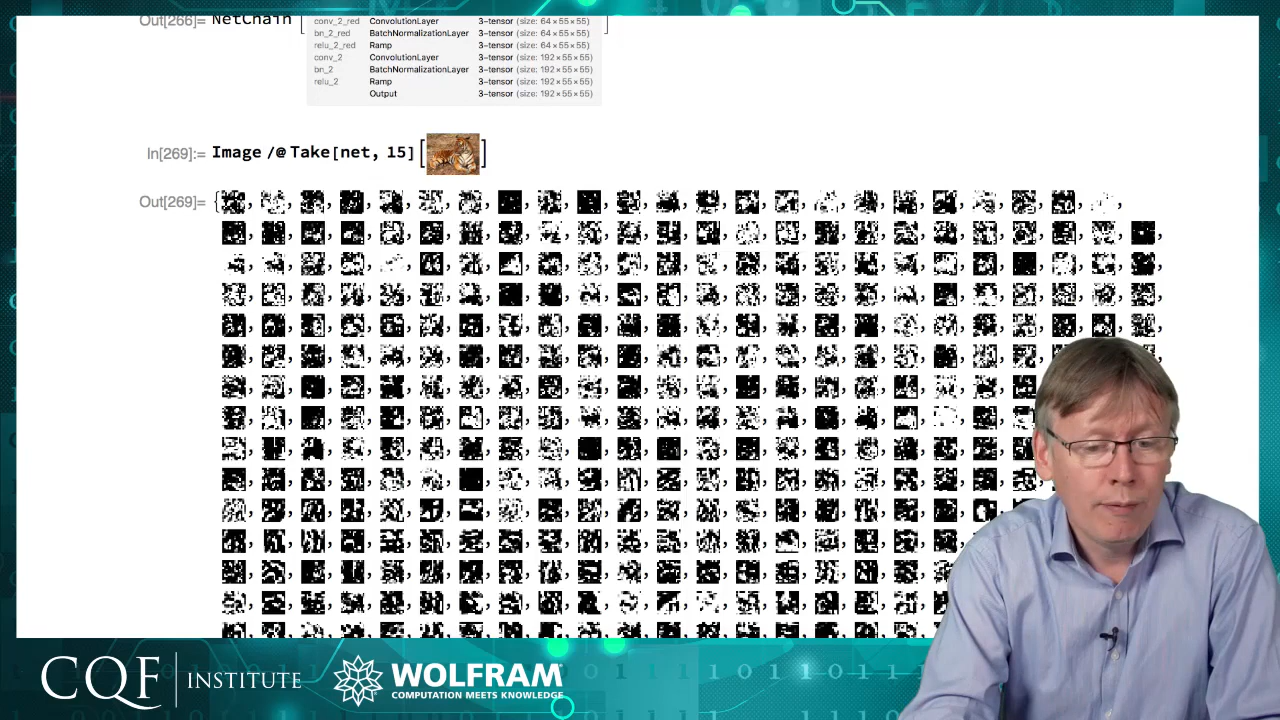 Out[266]= NetChain [
conv_2_red ConvolutionLayer 3-tensor (size: 64×55×55)
bn_2_red BatchNormalizationLayer 3-tensor (size: 64×55×55)
relu_2_red Ramp 3-tensor (size: 64×55×55)
conv_2 ConvolutionLayer 3-tensor (size: 192×55×55)
bn_2 BatchNormalizationLayer 3-tensor (size: 192×55×55)
relu_2 Ramp 3-tensor (size: 192×55×55)
Output 3-tensor (size: 192×55×55)
]
In[269]:= Image /@ Take[net, 15][ ]
Out[269]= {
CQF INSTITUTE
WOLFRAM
COMPUTATION MEETS KNOWLEDGE